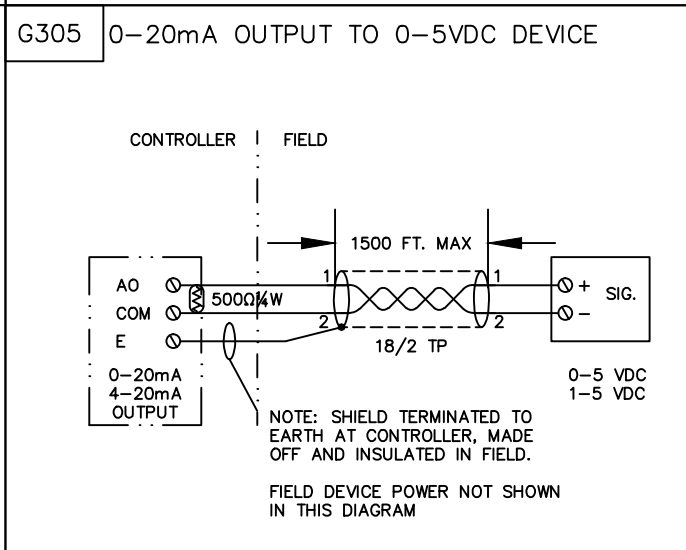 G305
0-20mA OUTPUT TO 0-5VDC DEVICE
CONTROLLER
FIELD
1500 FT. MAX
AO
COM
E
500Ω¼W
1
2
1
2
18/2 TP
+
-
SIG.
0-20mA
4-20mA
OUTPUT
0-5 VDC
1-5 VDC
NOTE: SHIELD TERMINATED TO
EARTH AT CONTROLLER, MADE
OFF AND INSULATED IN FIELD.
FIELD DEVICE POWER NOT SHOWN
IN THIS DIAGRAM